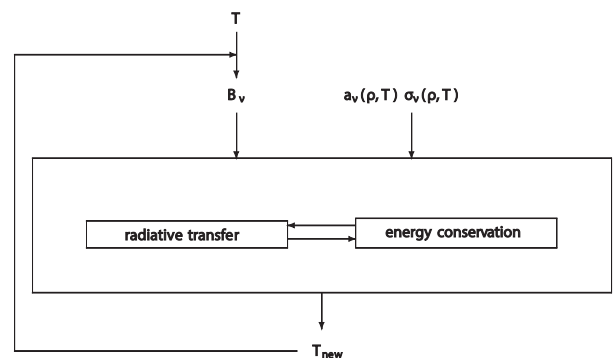 T
B_ν a_ν(ρ,T) σ_ν(ρ,T)
radiative transfer energy conservation
T_new